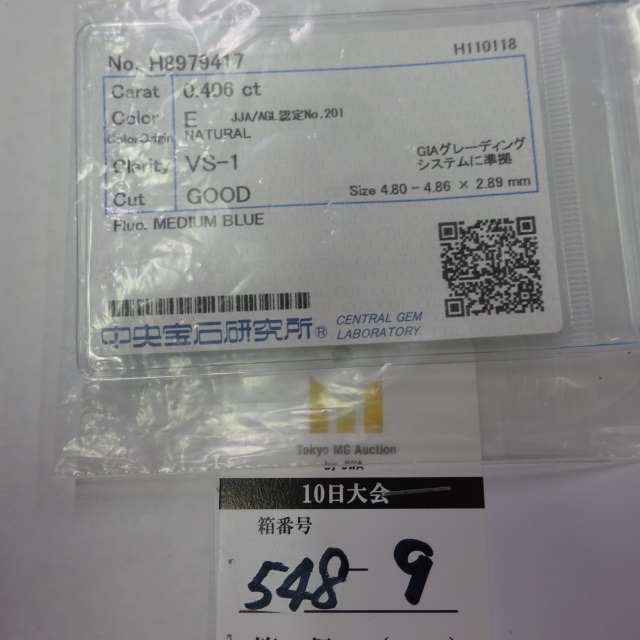 No. H8979417
H110118
Carat 0.406 ct
Color E JJA/AGL認定No.201
Color Origin NATURAL
Clarity VS-1
GIAグレーディング
システムに準拠
Cut GOOD
Size 4.80 - 4.86 × 2.89 mm
Fluo. MEDIUM BLUE
中央宝石研究所® CENTRAL GEM
LABORATORY
Tokyo MG Auction
10日大会
箱番号
548-9